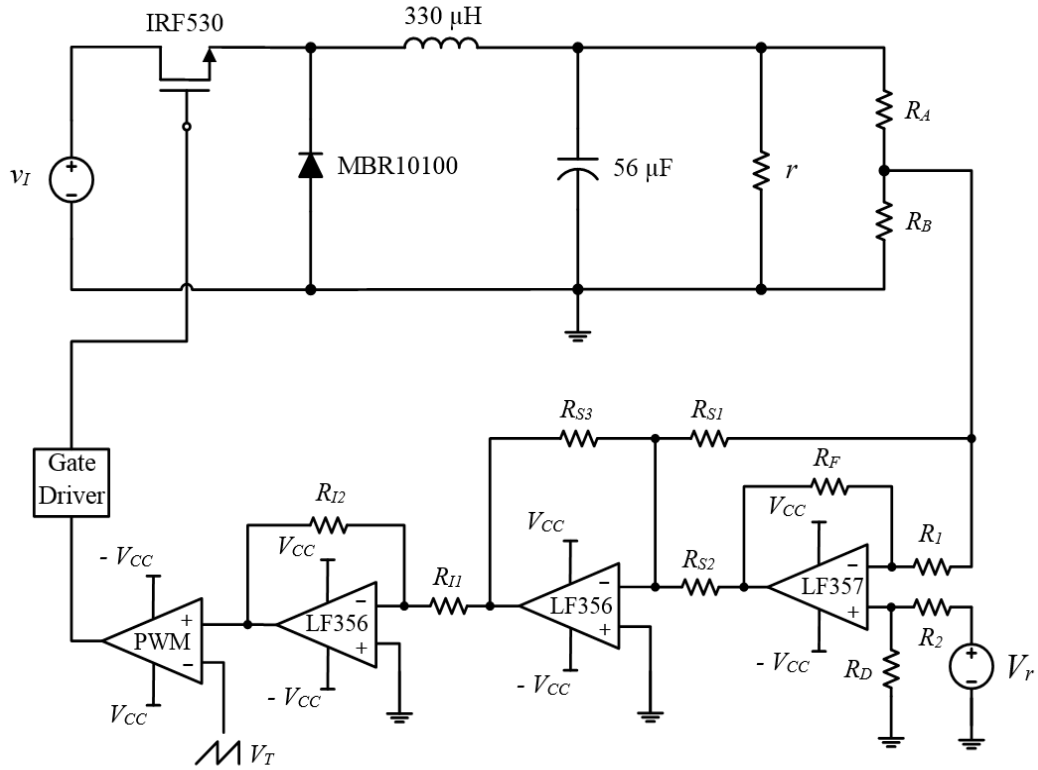 IRF530
330 μH
v_I
MBR10100
56 μF
r
R_A
R_B
R_S3
R_S1
Gate
Driver
R_F
R_I2
V_CC
V_CC
V_CC
- V_CC
R_I1
R_S2
R_1
−
LF357
+
−
LF356
+
−
LF356
+
+
PWM
−
R_2
R_D
V_r
- V_CC
- V_CC
- V_CC
V_CC
V_T